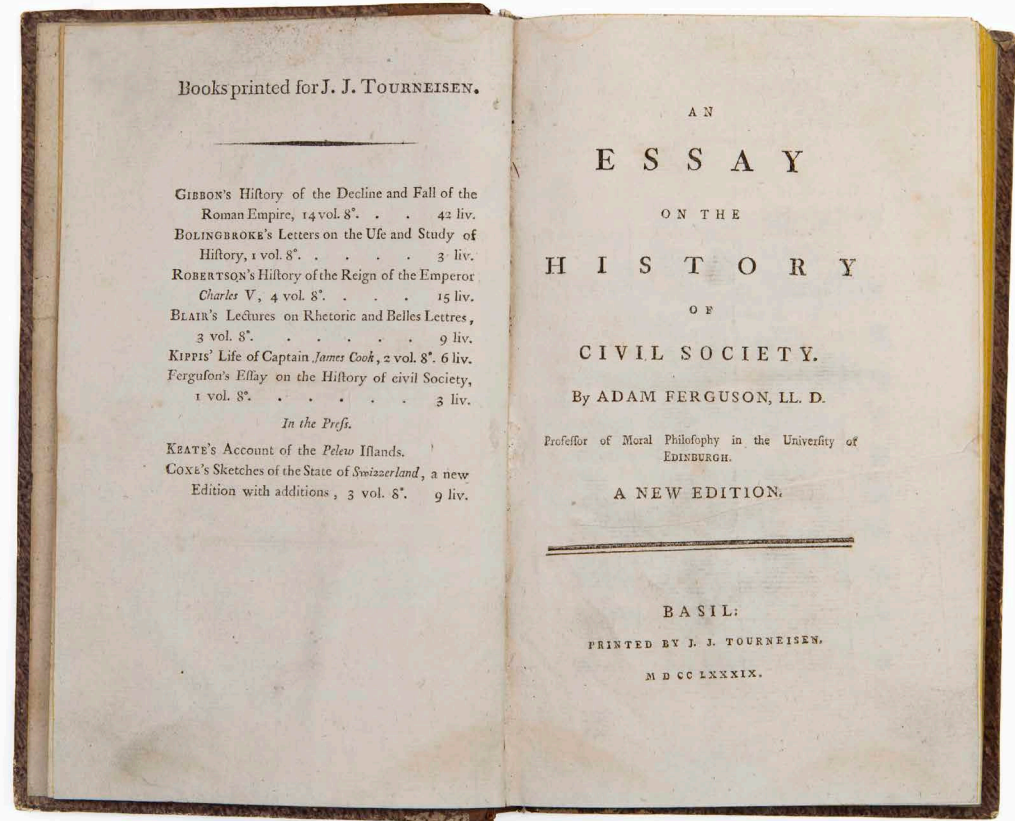 Books printed for J. J. TOURNEISEN.
GIBBON'S Hiſtory of the Decline and Fall of the
Roman Empire, 14 vol. 8°. . . 42 liv.
BOLINGBROKE'S Letters on the Uſe and Study of
Hiſtory, 1 vol. 8°. . . . . 3 liv.
ROBERTSON'S Hiſtory of the Reign of the Emperor
Charles V, 4 vol. 8°. . . . 15 liv.
BLAIR'S Lectures on Rhetoric and Belles Lettres,
3 vol. 8°. . . . . . 9 liv.
KIPPIS' Life of Captain James Cook, 2 vol. 8°. 6 liv.
Ferguſon's Eſſay on the Hiſtory of civil Society,
1 vol. 8°. . . . . . 3 liv.
In the Preſs.
KEATE'S Account of the Pelew Iſlands.
COXE'S Sketches of the State of Swizzerland, a new
Edition with additions, 3 vol. 8°. 9 liv.
AN
ESSAY
ON THE
HISTORY
OF
CIVIL SOCIETY.
By ADAM FERGUSON, LL. D.
Profeſſor of Moral Philoſophy in the Univerſity of
EDINBURGH.
A NEW EDITION.
BASIL:
PRINTED BY J. J. TOURNEISEN.
M D CC LXXXIX.